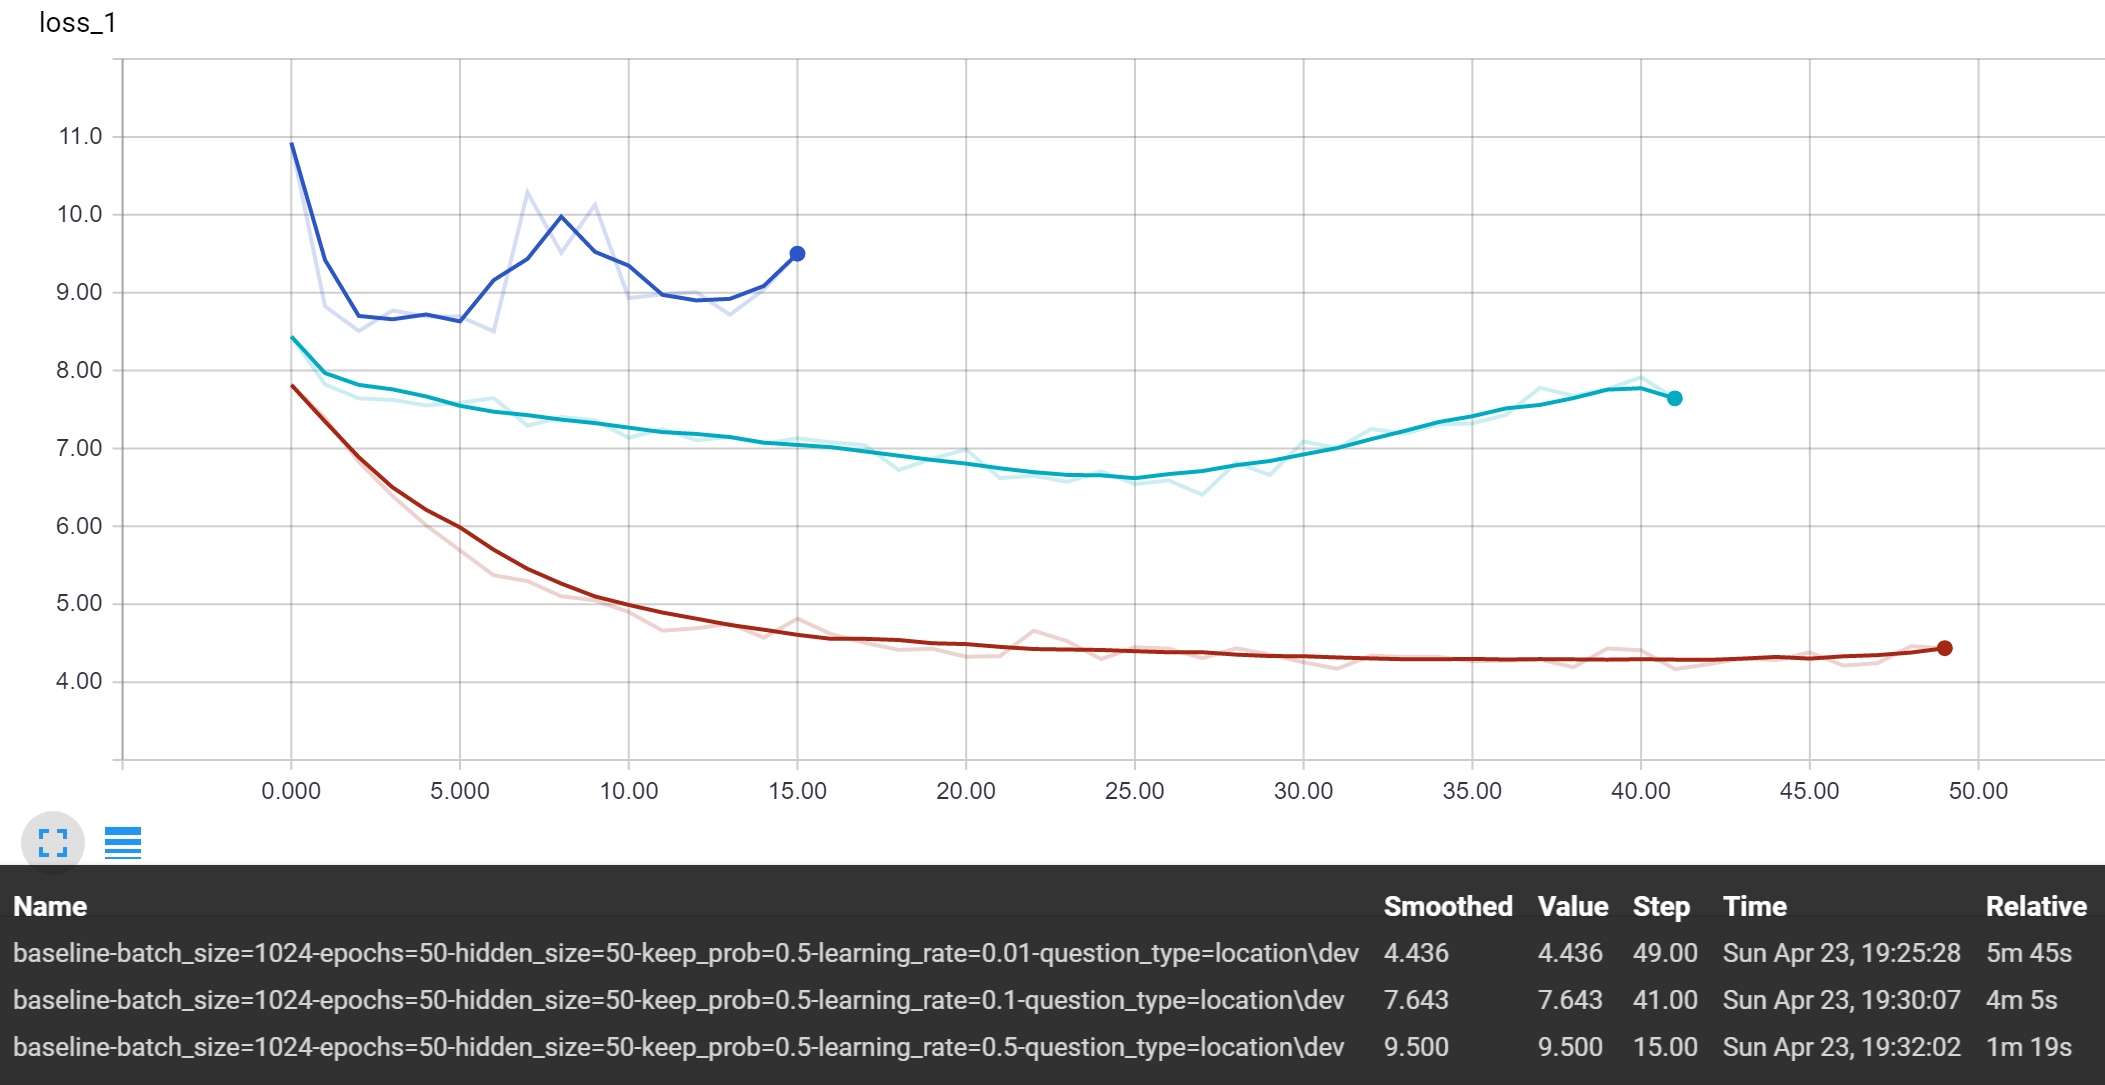 loss_1
11.0
10.0
9.00
8.00
7.00
6.00
5.00
4.00
0.000 5.000 10.00 15.00 20.00 25.00 30.00 35.00 40.00 45.00 50.00
Name Smoothed Value Step Time Relative
baseline-batch_size=1024-epochs=50-hidden_size=50-keep_prob=0.5-learning_rate=0.01-question_type=location\dev 4.436 4.436 49.00 Sun Apr 23, 19:25:28 5m 45s
baseline-batch_size=1024-epochs=50-hidden_size=50-keep_prob=0.5-learning_rate=0.1-question_type=location\dev 7.643 7.643 41.00 Sun Apr 23, 19:30:07 4m 5s
baseline-batch_size=1024-epochs=50-hidden_size=50-keep_prob=0.5-learning_rate=0.5-question_type=location\dev 9.500 9.500 15.00 Sun Apr 23, 19:32:02 1m 19s